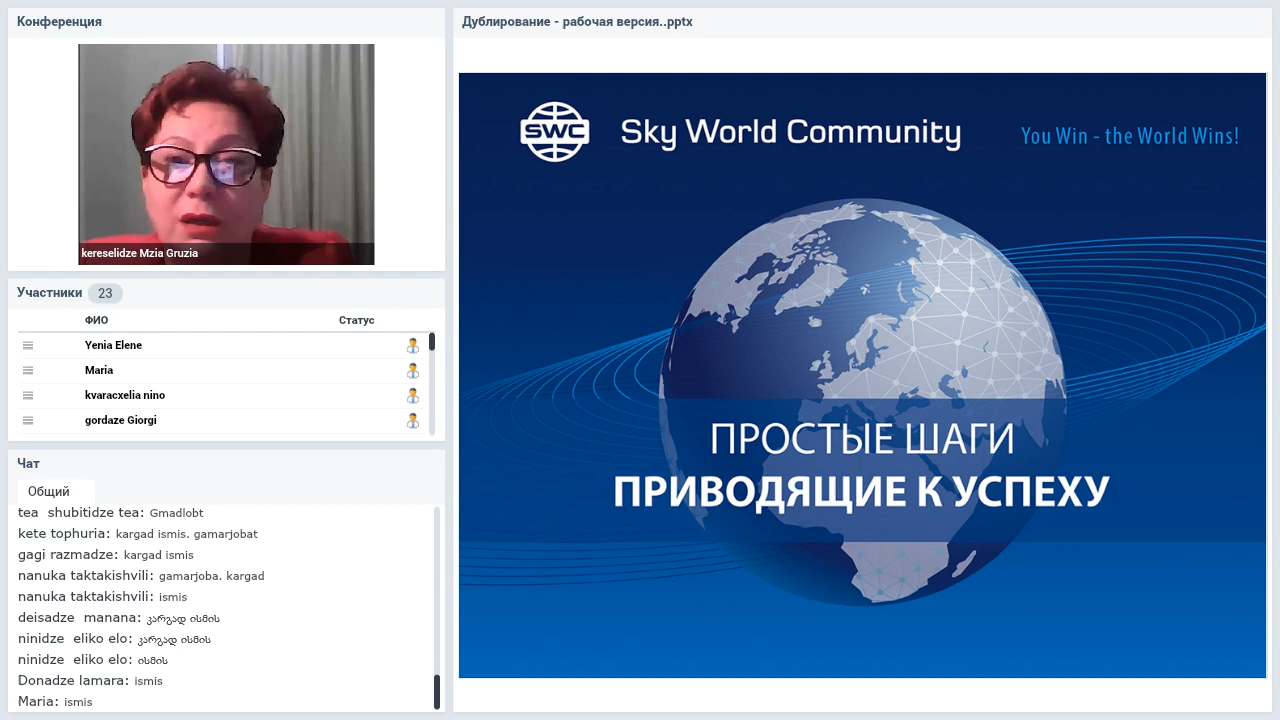 Конференция
kereselidze Mzia Gruzia
Участники 23
ФИО Статус
Yenia Elene
Maria
kvaracxelia nino
gordaze Giorgi
Чат
Общий
tea shubitidze tea: Gmadlobt
kete tophuria: kargad ismis. gamarjobat
gagi razmadze: kargad ismis
nanuka taktakishvili: gamarjoba. kargad
nanuka taktakishvili: ismis
deisadze manana: კარგად ისმის
ninidze eliko elo: კარგად ისმის
ninidze eliko elo: ისმის
Donadze lamara: ismis
Maria: ismis
Дублирование - рабочая версия..pptx
SWC Sky World Community
You Win - the World Wins!
ПРОСТЫЕ ШАГИ
ПРИВОДЯЩИЕ К УСПЕХУ